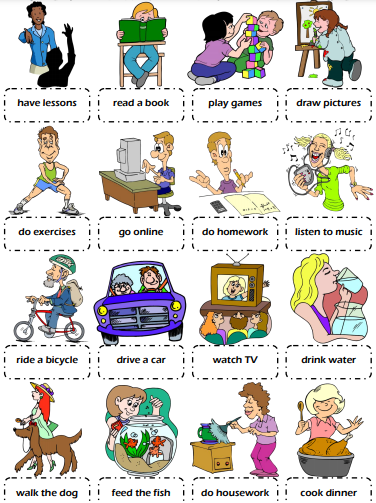 have lessons
read a book
play games
draw pictures
do exercises
go online
do homework
listen to music
ride a bicycle
drive a car
watch TV
drink water
walk the dog
feed the fish
do housework
cook dinner